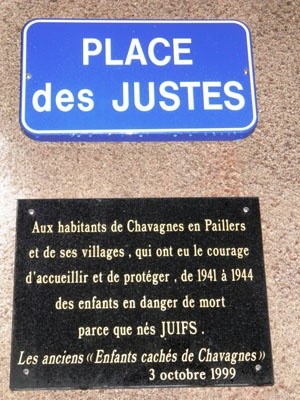 PLACE
des JUSTES
Aux habitants de Chavagnes en Paillers
et de ses villages , qui ont eu le courage
d'accueillir et de protéger , de 1941 à 1944
des enfants en danger de mort
parce que nés JUIFS .
Les anciens « Enfants cachés de Chavagnes »
3 octobre 1999